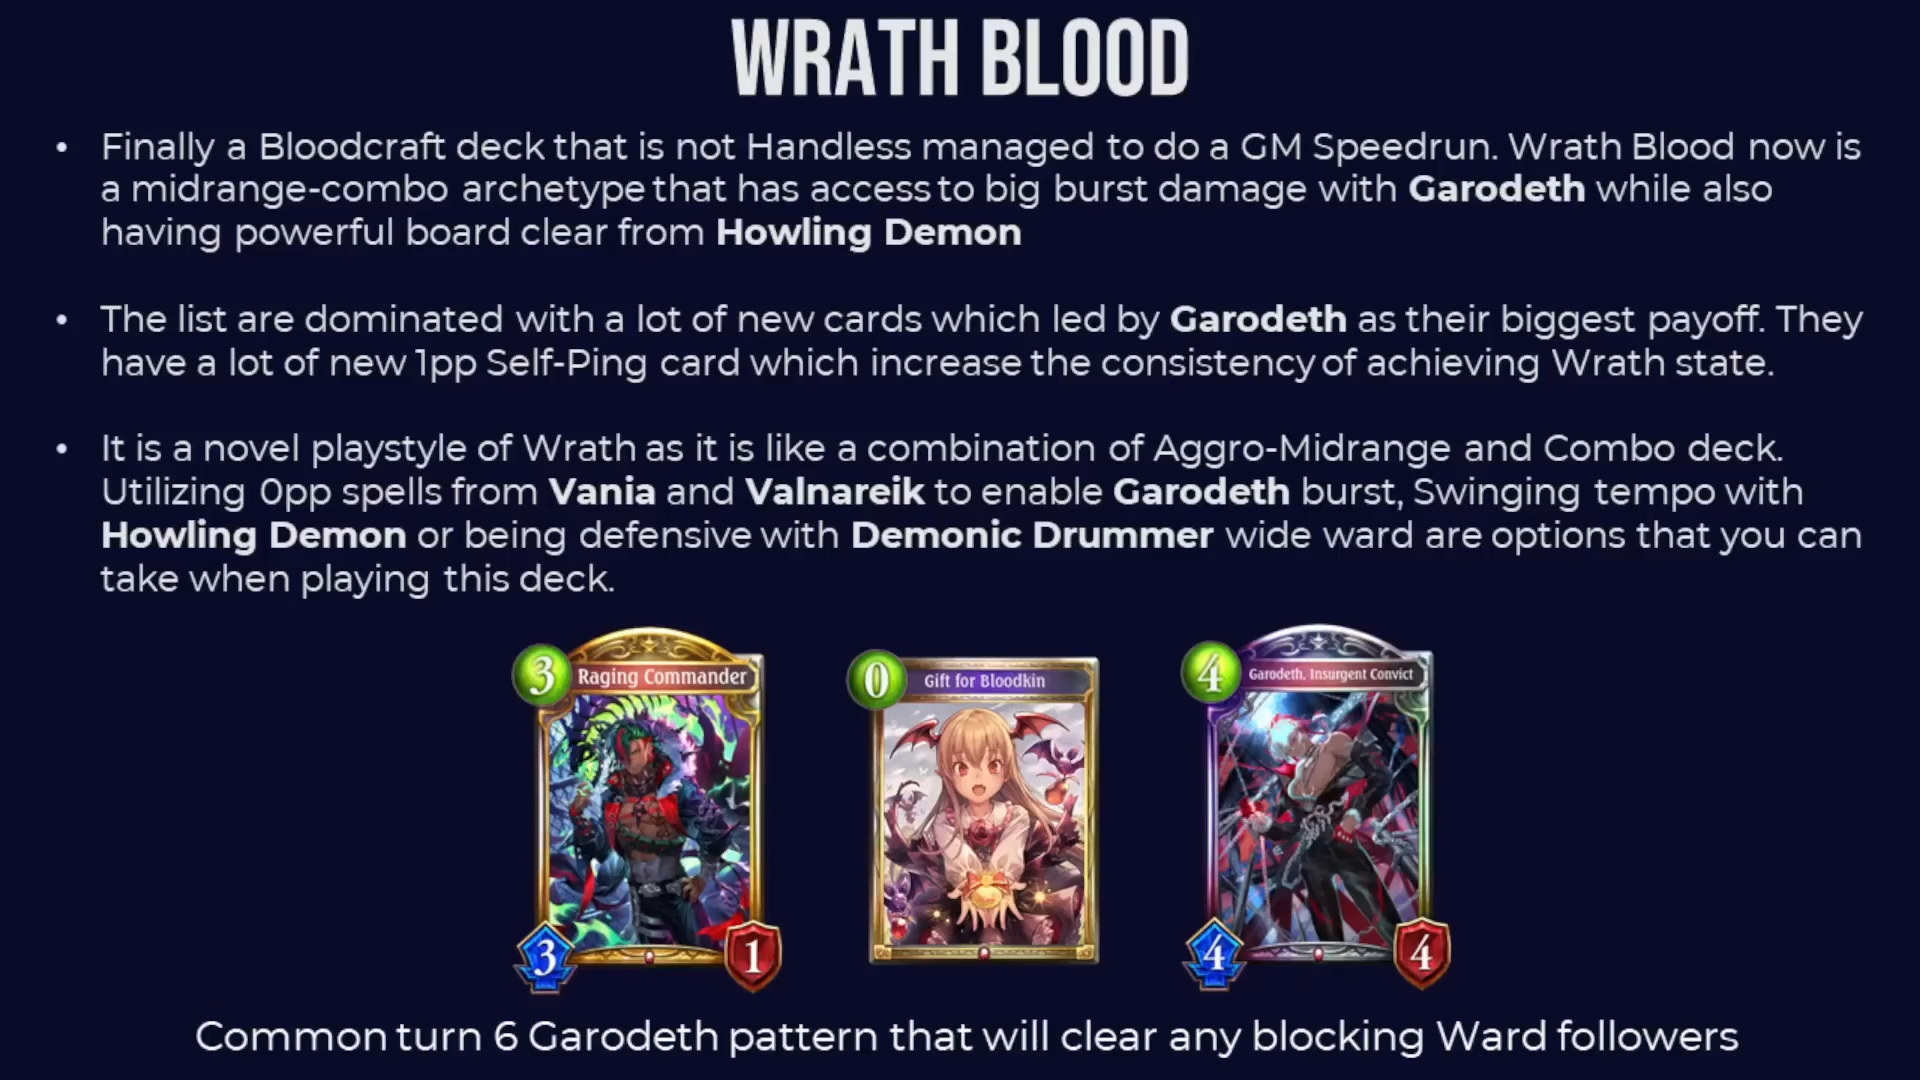 WRATH BLOOD
• Finally a Bloodcraft deck that is not Handless managed to do a GM Speedrun. Wrath Blood now is
a midrange-combo archetype that has access to big burst damage with Garodeth while also
having powerful board clear from Howling Demon
• The list are dominated with a lot of new cards which led by Garodeth as their biggest payoff. They
have a lot of new 1pp Self-Ping card which increase the consistency of achieving Wrath state.
• It is a novel playstyle of Wrath as it is like a combination of Aggro-Midrange and Combo deck.
Utilizing 0pp spells from Vania and Valnareik to enable Garodeth burst, Swinging tempo with
Howling Demon or being defensive with Demonic Drummer wide ward are options that you can
take when playing this deck.
3 Raging Commander
3 1
0 Gift for Bloodkin
4 Garodeth, Insurgent Convict
4 4
Common turn 6 Garodeth pattern that will clear any blocking Ward followers